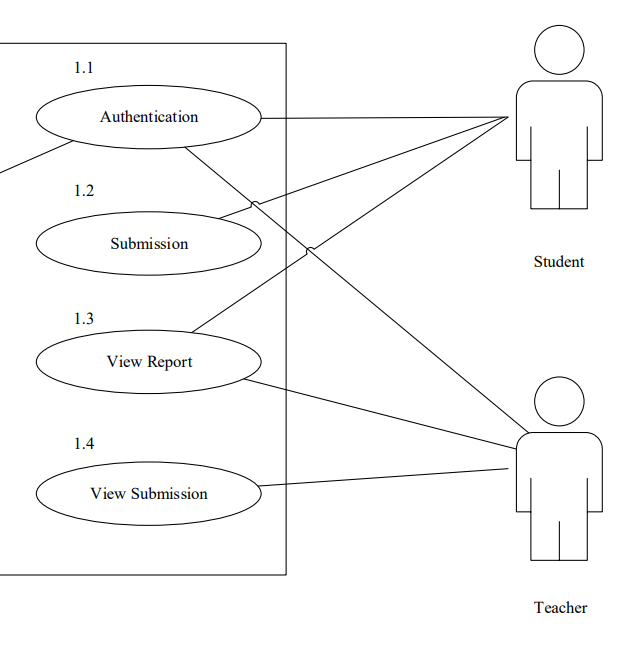 1.1
Authentication
1.2
Submission
Student
1.3
View Report
1.4
View Submission
Teacher